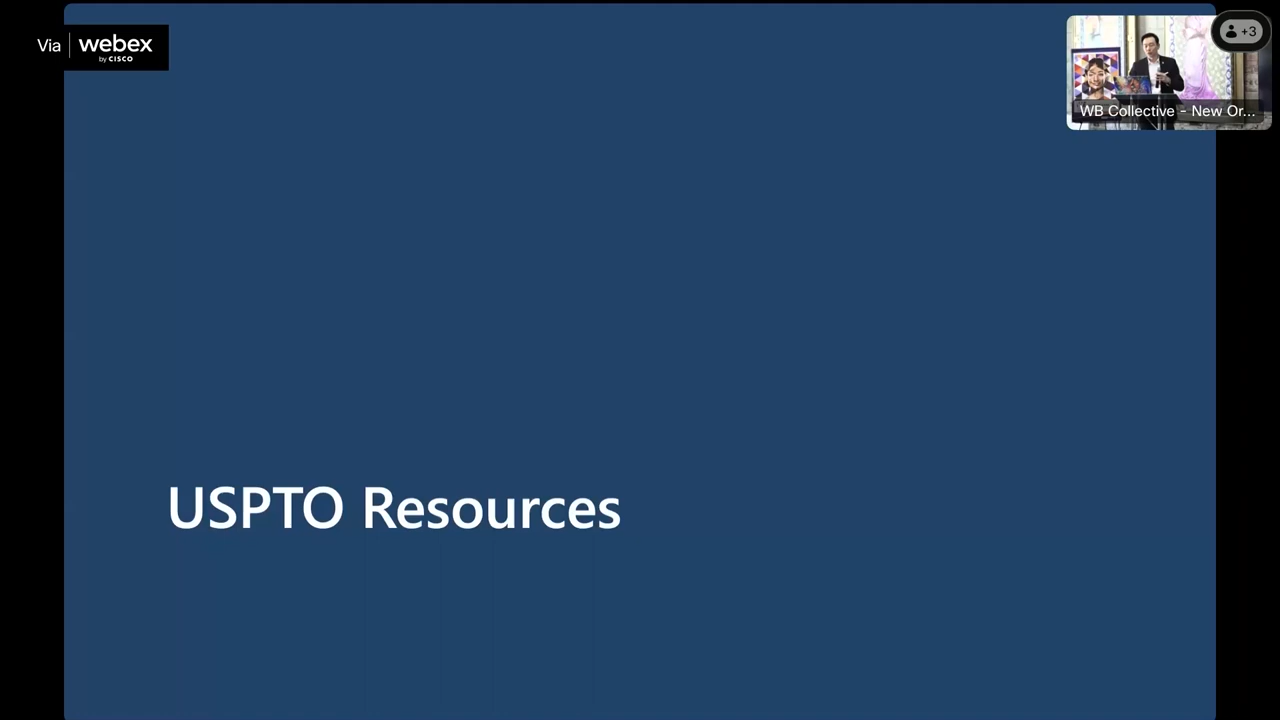 Via webex
by CISCO
+3
WB Collective - New Or...
USPTO Resources